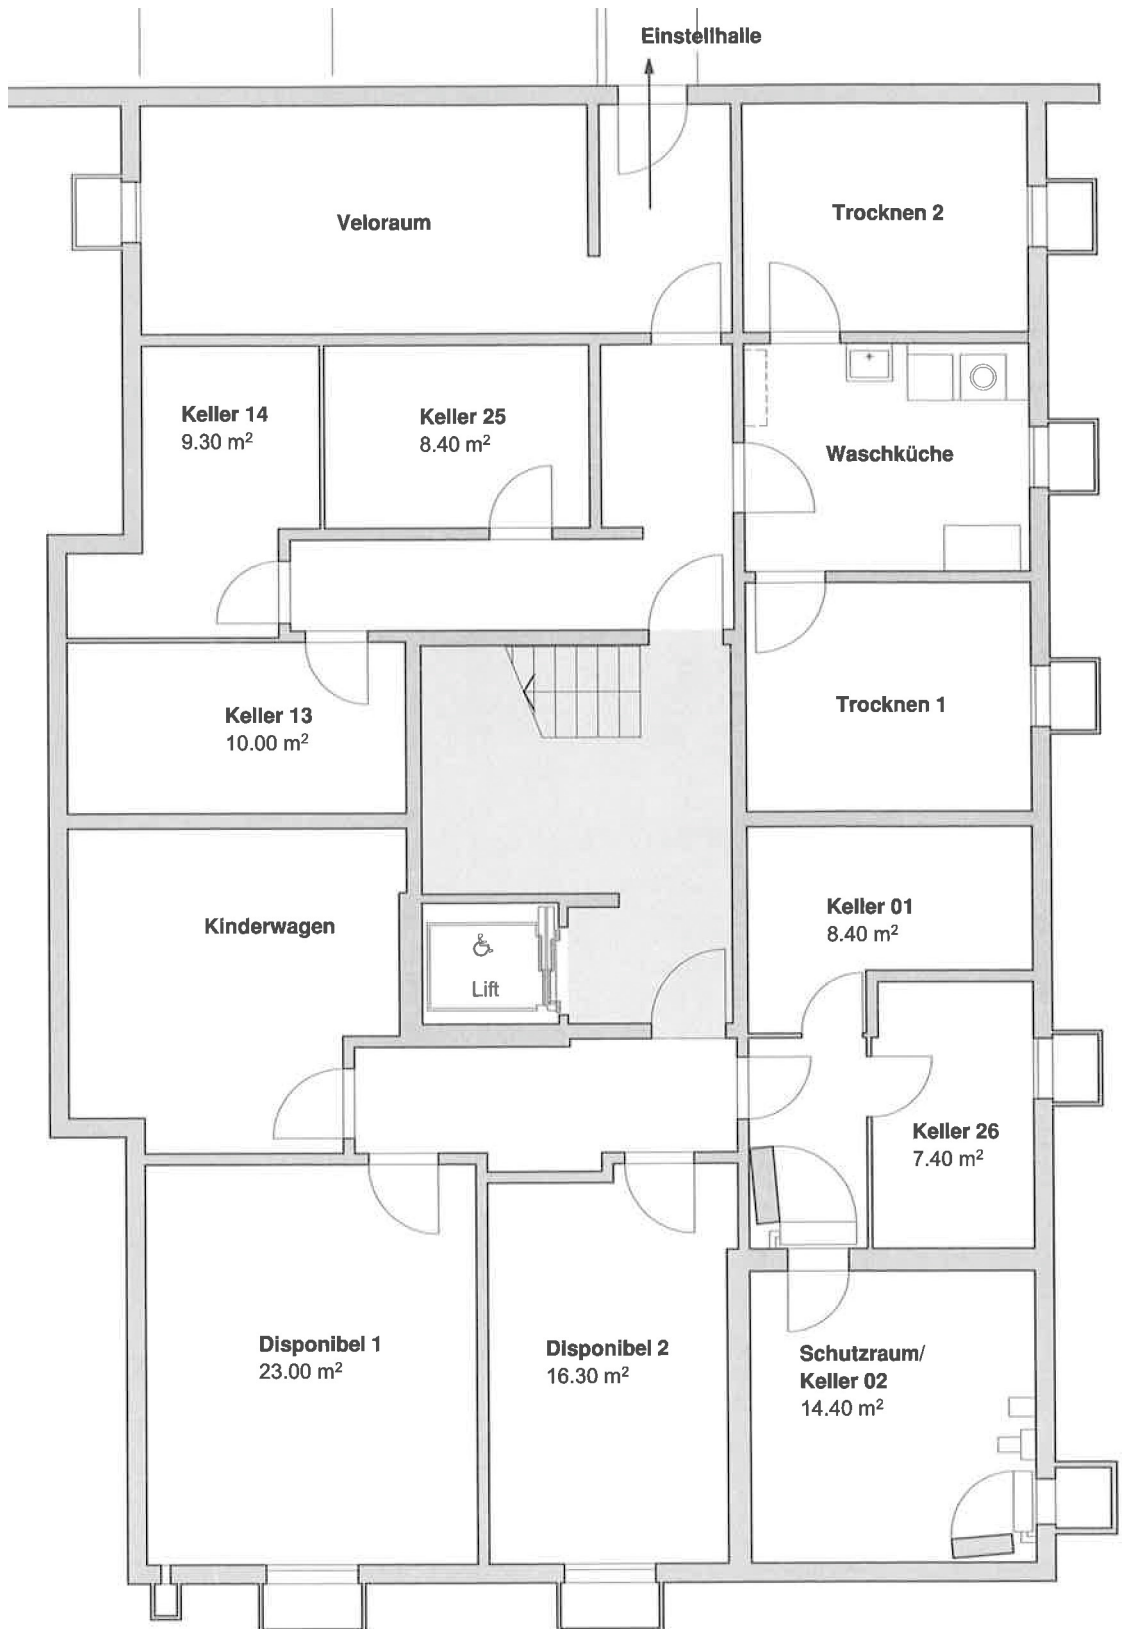 Einstellhalle
Veloraum
Trocknen 2
Keller 14
9.30 m²
Keller 25
8.40 m²
Waschküche
Keller 13
10.00 m²
Trocknen 1
Kinderwagen
Lift
Keller 01
8.40 m²
Keller 26
7.40 m²
Disponibel 1
23.00 m²
Disponibel 2
16.30 m²
Schutzraum/
Keller 02
14.40 m²